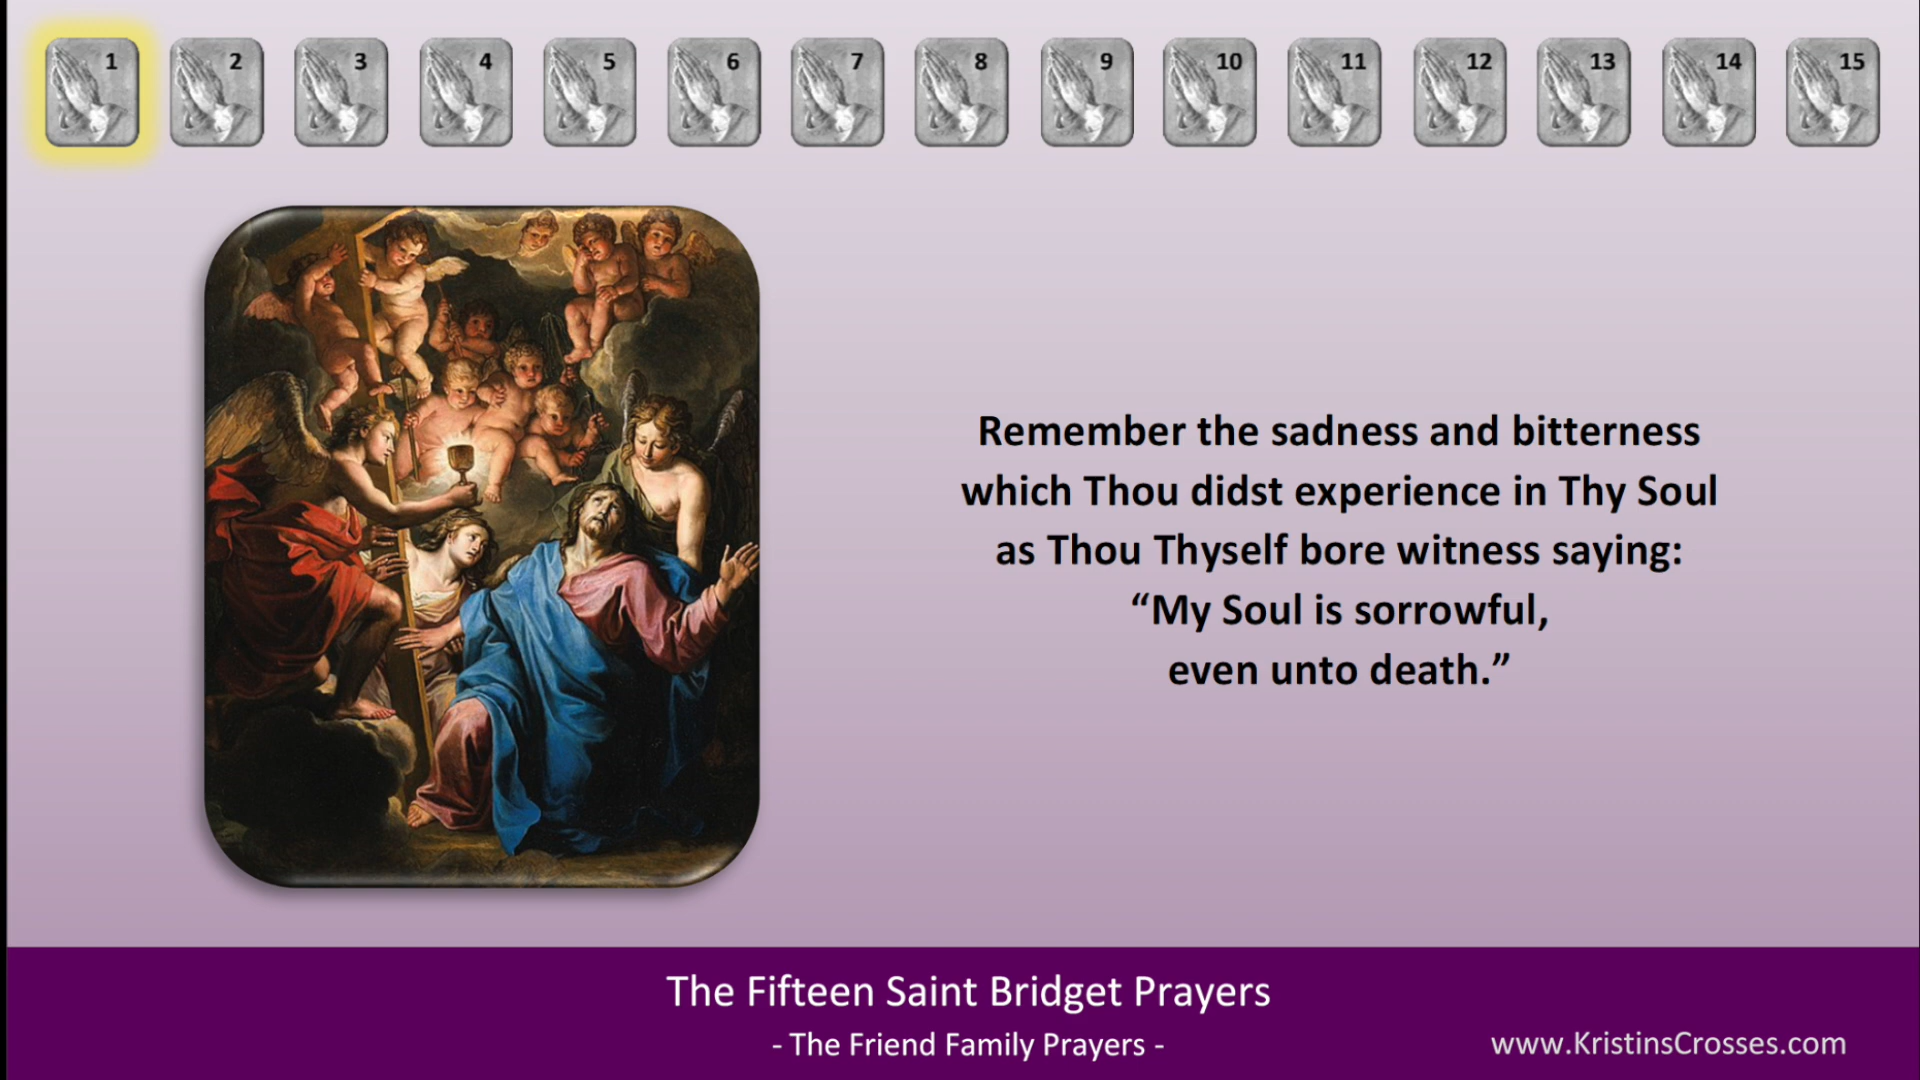 1 2 3 4 5 6 7 8 9 10 11 12 13 14 15
Remember the sadness and bitterness
which Thou didst experience in Thy Soul
as Thou Thyself bore witness saying:
“My Soul is sorrowful,
even unto death.”
The Fifteen Saint Bridget Prayers
- The Friend Family Prayers -
www.KristinsCrosses.com